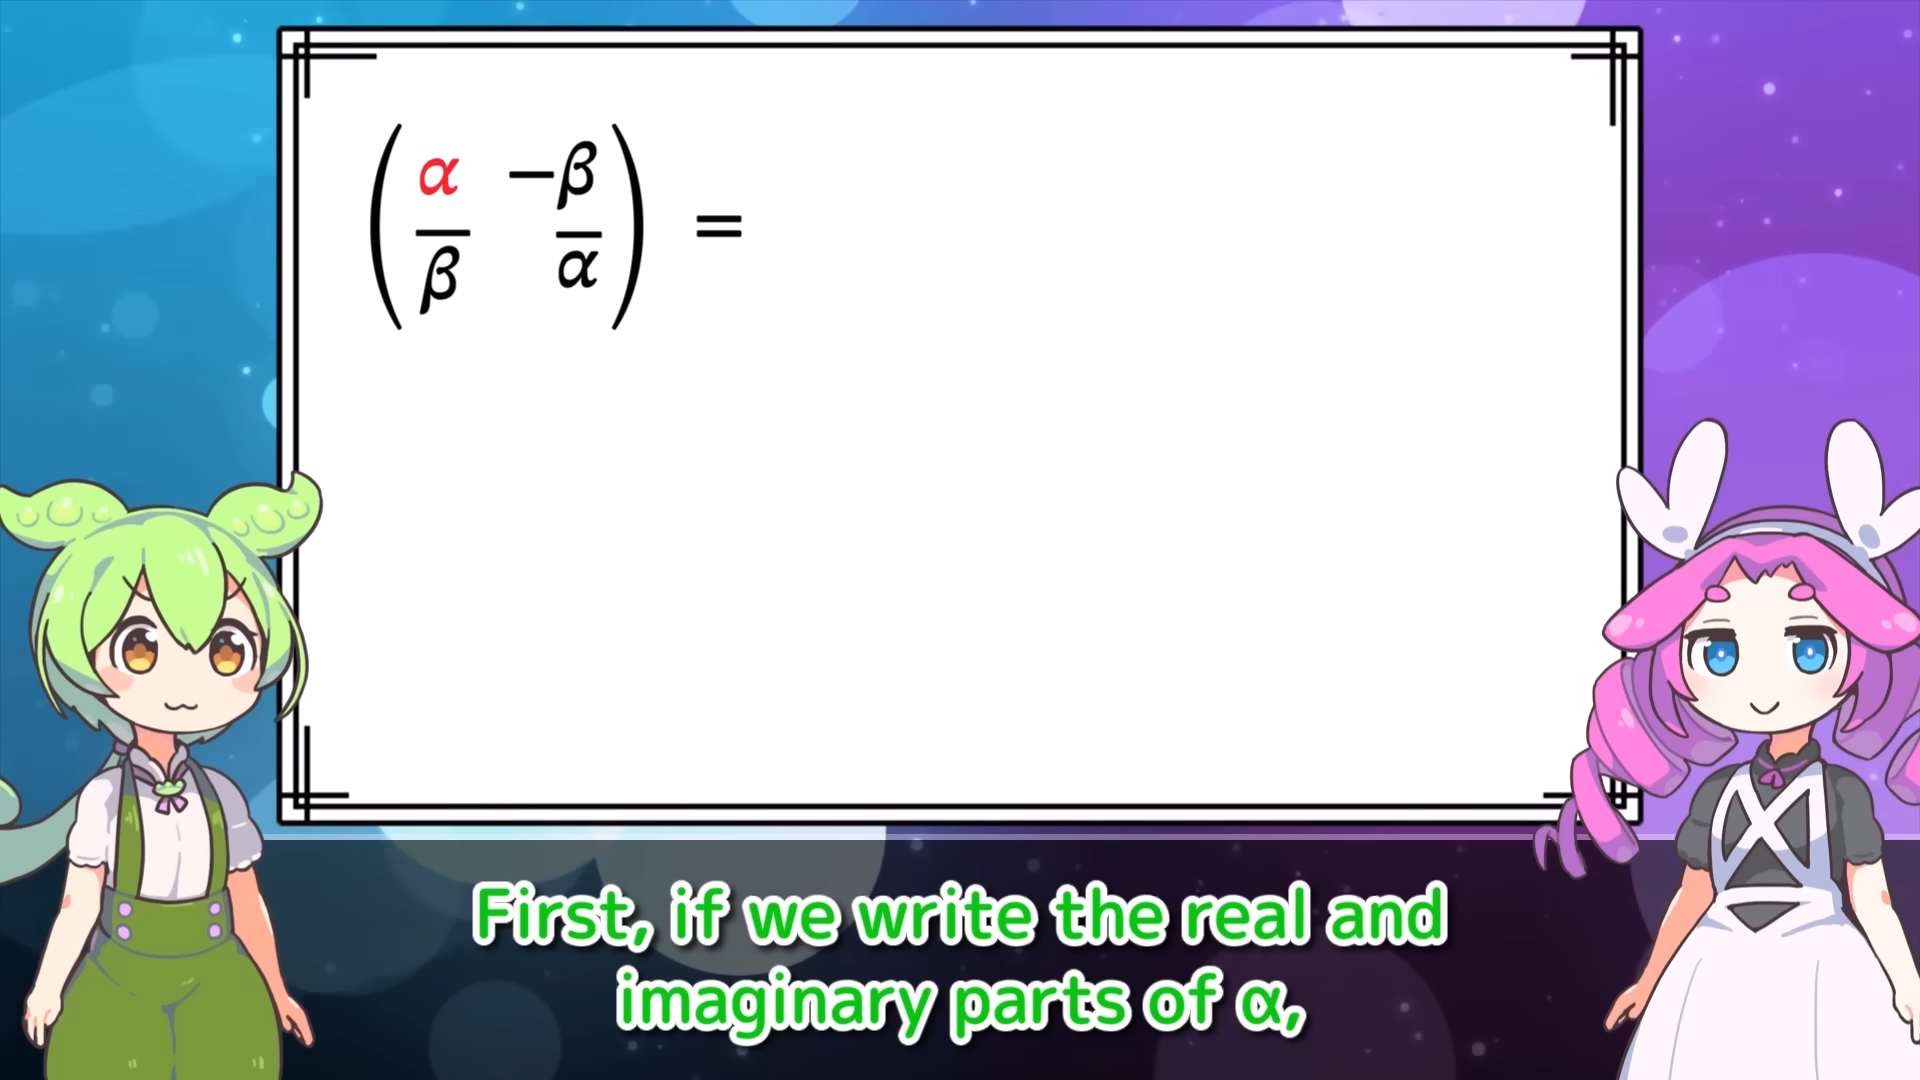 ( α −β
β̅ α̅ ) =
First, if we write the real and
imaginary parts of α,